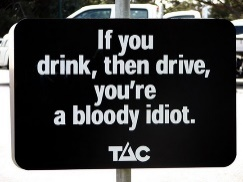 If you
drink, then drive,
you're
a bloody idiot.
TAC